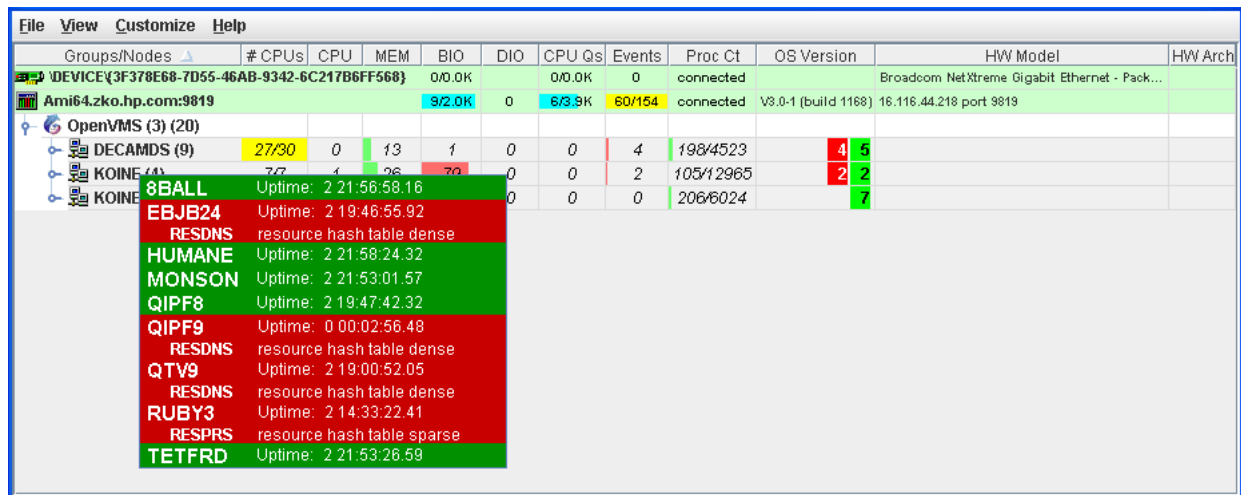 File View Customize Help
Groups/Nodes # CPUs CPU MEM BIO DIO CPU Qs Events Proc Ct OS Version HW Model HW Arch
\DEVICE\{3F378E68-7D55-46AB-9342-6C217B6FF568} 0/0.0K 0/0.0K 0 connected Broadcom NetXtreme Gigabit Ethernet - Pack...
Ami64.zko.hp.com:9819 9/2.0K 0 6/3.9K 60/154 connected V3.0-1 (build 1168) 16.116.44.218 port 9819
OpenVMS (3) (20)
DECAMDS (9) 27/30 0 13 1 0 0 4 198/4523 4 5
KOINE (4) 7/7 1 26 79 0 0 2 105/12965 2 2
KOINE 0 0 0 206/6024 7
8BALL Uptime: 2 21:56:58.16
EBJB24 Uptime: 2 19:46:55.92
RESDNS resource hash table dense
HUMANE Uptime: 2 21:58:24.32
MONSON Uptime: 2 21:53:01.57
QIPF8 Uptime: 2 19:47:42.32
QIPF9 Uptime: 0 00:02:56.48
RESDNS resource hash table dense
QTV9 Uptime: 2 19:00:52.05
RESDNS resource hash table dense
RUBY3 Uptime: 2 14:33:22.41
RESPRS resource hash table sparse
TETFRD Uptime: 2 21:53:26.59